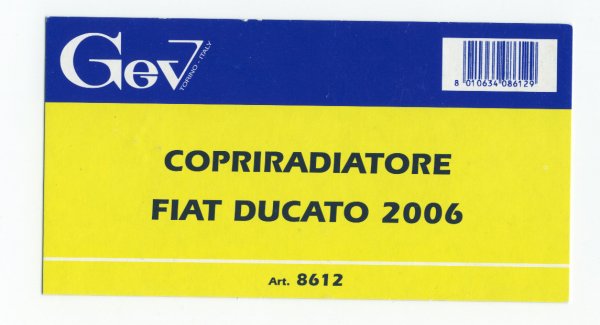 Gev
TORINO - ITALY
8 010634 086129
COPRIRADIATORE
FIAT DUCATO 2006
Art. 8612